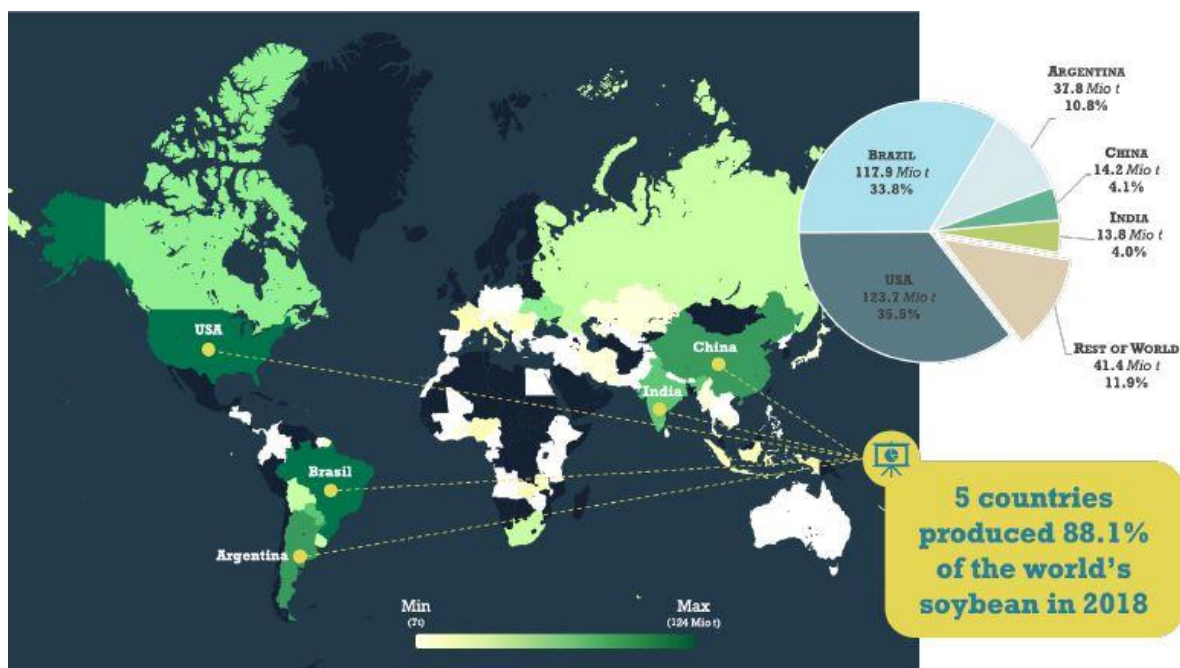 ARGENTINA
37.8 Mio t
10.8%
BRAZIL
117.9 Mio t
33.8%
CHINA
14.2 Mio t
4.1%
INDIA
13.8 Mio t
4.0%
USA
123.7 Mio t
35.5%
REST OF WORLD
41.4 Mio t
11.9%
USA
China
India
Brasil
Argentina
Min
(7t)
Max
(124 Mio t)
5 countries
produced 88.1%
of the world's
soybean in 2018